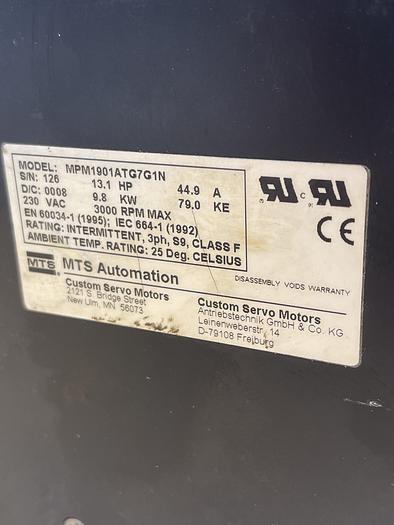 MODEL: MPM1901ATG7G1N
S/N: 126 13.1 HP 44.9 A
D/C: 0008 9.8 KW 79.0 KE
230 VAC 3000 RPM MAX
EN 60034-1 (1995); IEC 664-1 (1992)
RATING: INTERMITTENT, 3ph, S9, CLASS F
AMBIENT TEMP. RATING: 25 Deg. CELSIUS
RU C RU
CE
MTS MTS Automation
DISASSEMBLY VOIDS WARRANTY
Custom Servo Motors
2121 S. Bridge Street
New Ulm, MN 56073
Custom Servo Motors
Antriebstechnik GmbH & Co. KG
Leinenweberstr. 14
D-79108 Freiburg